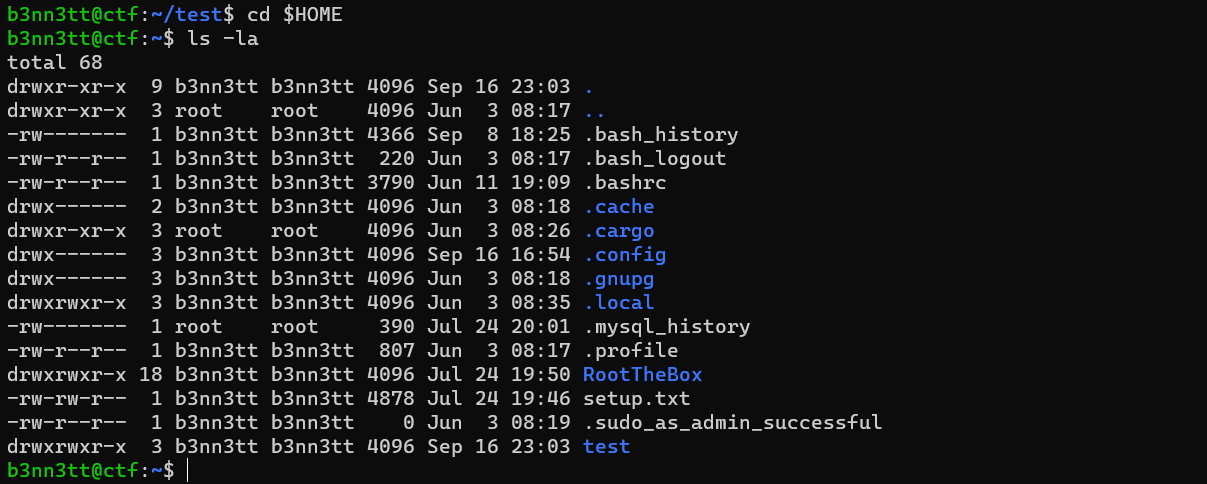 b3nn3tt@ctf:~/test$ cd $HOME
b3nn3tt@ctf:~$ ls -la
total 68
drwxr-xr-x  9 b3nn3tt b3nn3tt 4096 Sep 16 23:03 .
drwxr-xr-x  3 root    root    4096 Jun  3 08:17 ..
-rw-------  1 b3nn3tt b3nn3tt 4366 Sep  8 18:25 .bash_history
-rw-r--r--  1 b3nn3tt b3nn3tt  220 Jun  3 08:17 .bash_logout
-rw-r--r--  1 b3nn3tt b3nn3tt 3790 Jun 11 19:09 .bashrc
drwx------  2 b3nn3tt b3nn3tt 4096 Jun  3 08:18 .cache
drwxr-xr-x  3 root    root    4096 Jun  3 08:26 .cargo
drwx------  3 b3nn3tt b3nn3tt 4096 Sep 16 16:54 .config
drwx------  3 b3nn3tt b3nn3tt 4096 Jun  3 08:18 .gnupg
drwxrwxr-x  3 b3nn3tt b3nn3tt 4096 Jun  3 08:35 .local
-rw-------  1 root    root     390 Jul 24 20:01 .mysql_history
-rw-r--r--  1 b3nn3tt b3nn3tt  807 Jun  3 08:17 .profile
drwxrwxr-x 18 b3nn3tt b3nn3tt 4096 Jul 24 19:50 RootTheBox
-rw-rw-r--  1 b3nn3tt b3nn3tt 4878 Jul 24 19:46 setup.txt
-rw-r--r--  1 b3nn3tt b3nn3tt    0 Jun  3 08:19 .sudo_as_admin_successful
drwxrwxr-x  3 b3nn3tt b3nn3tt 4096 Sep 16 23:03 test
b3nn3tt@ctf:~$